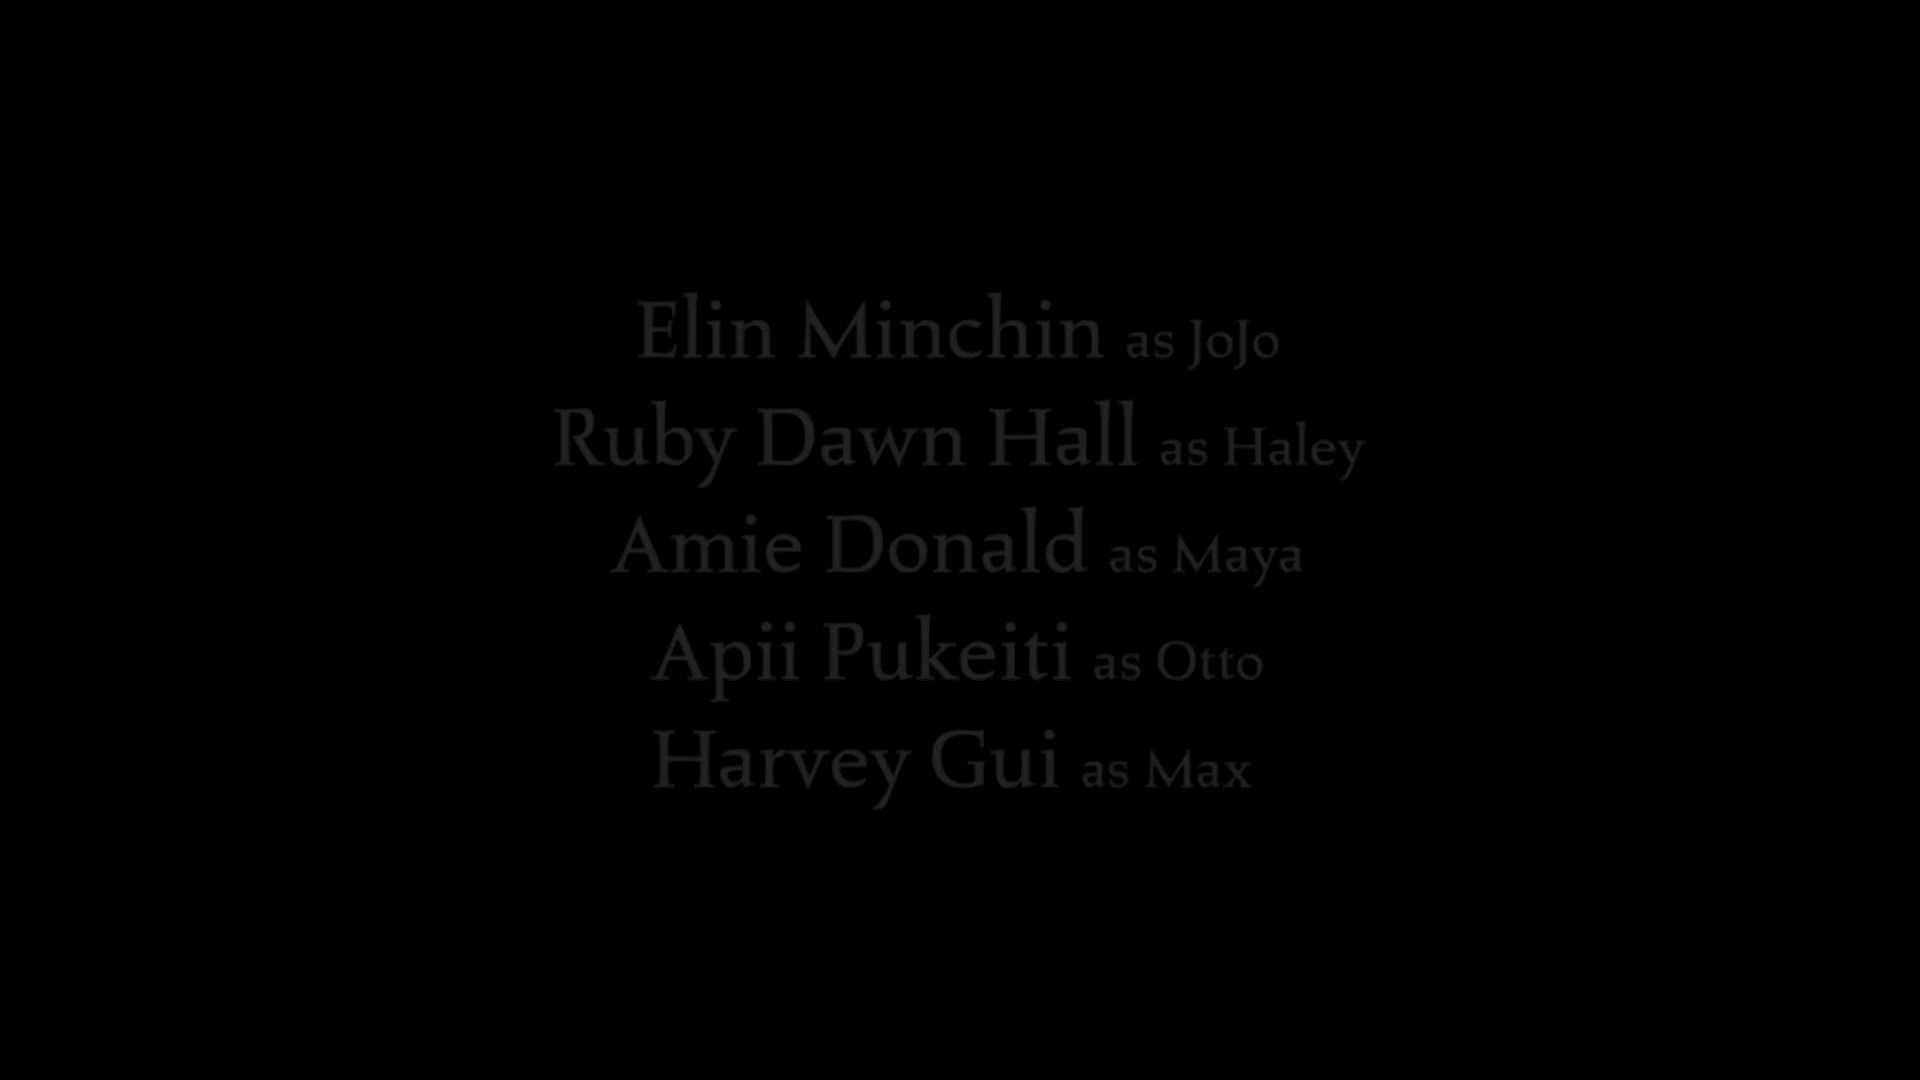 Elin Minchin as JoJo
Ruby Dawn Hall as Haley
Amie Donald as Maya
Apii Pukeiti as Otto
Harvey Gui as Max